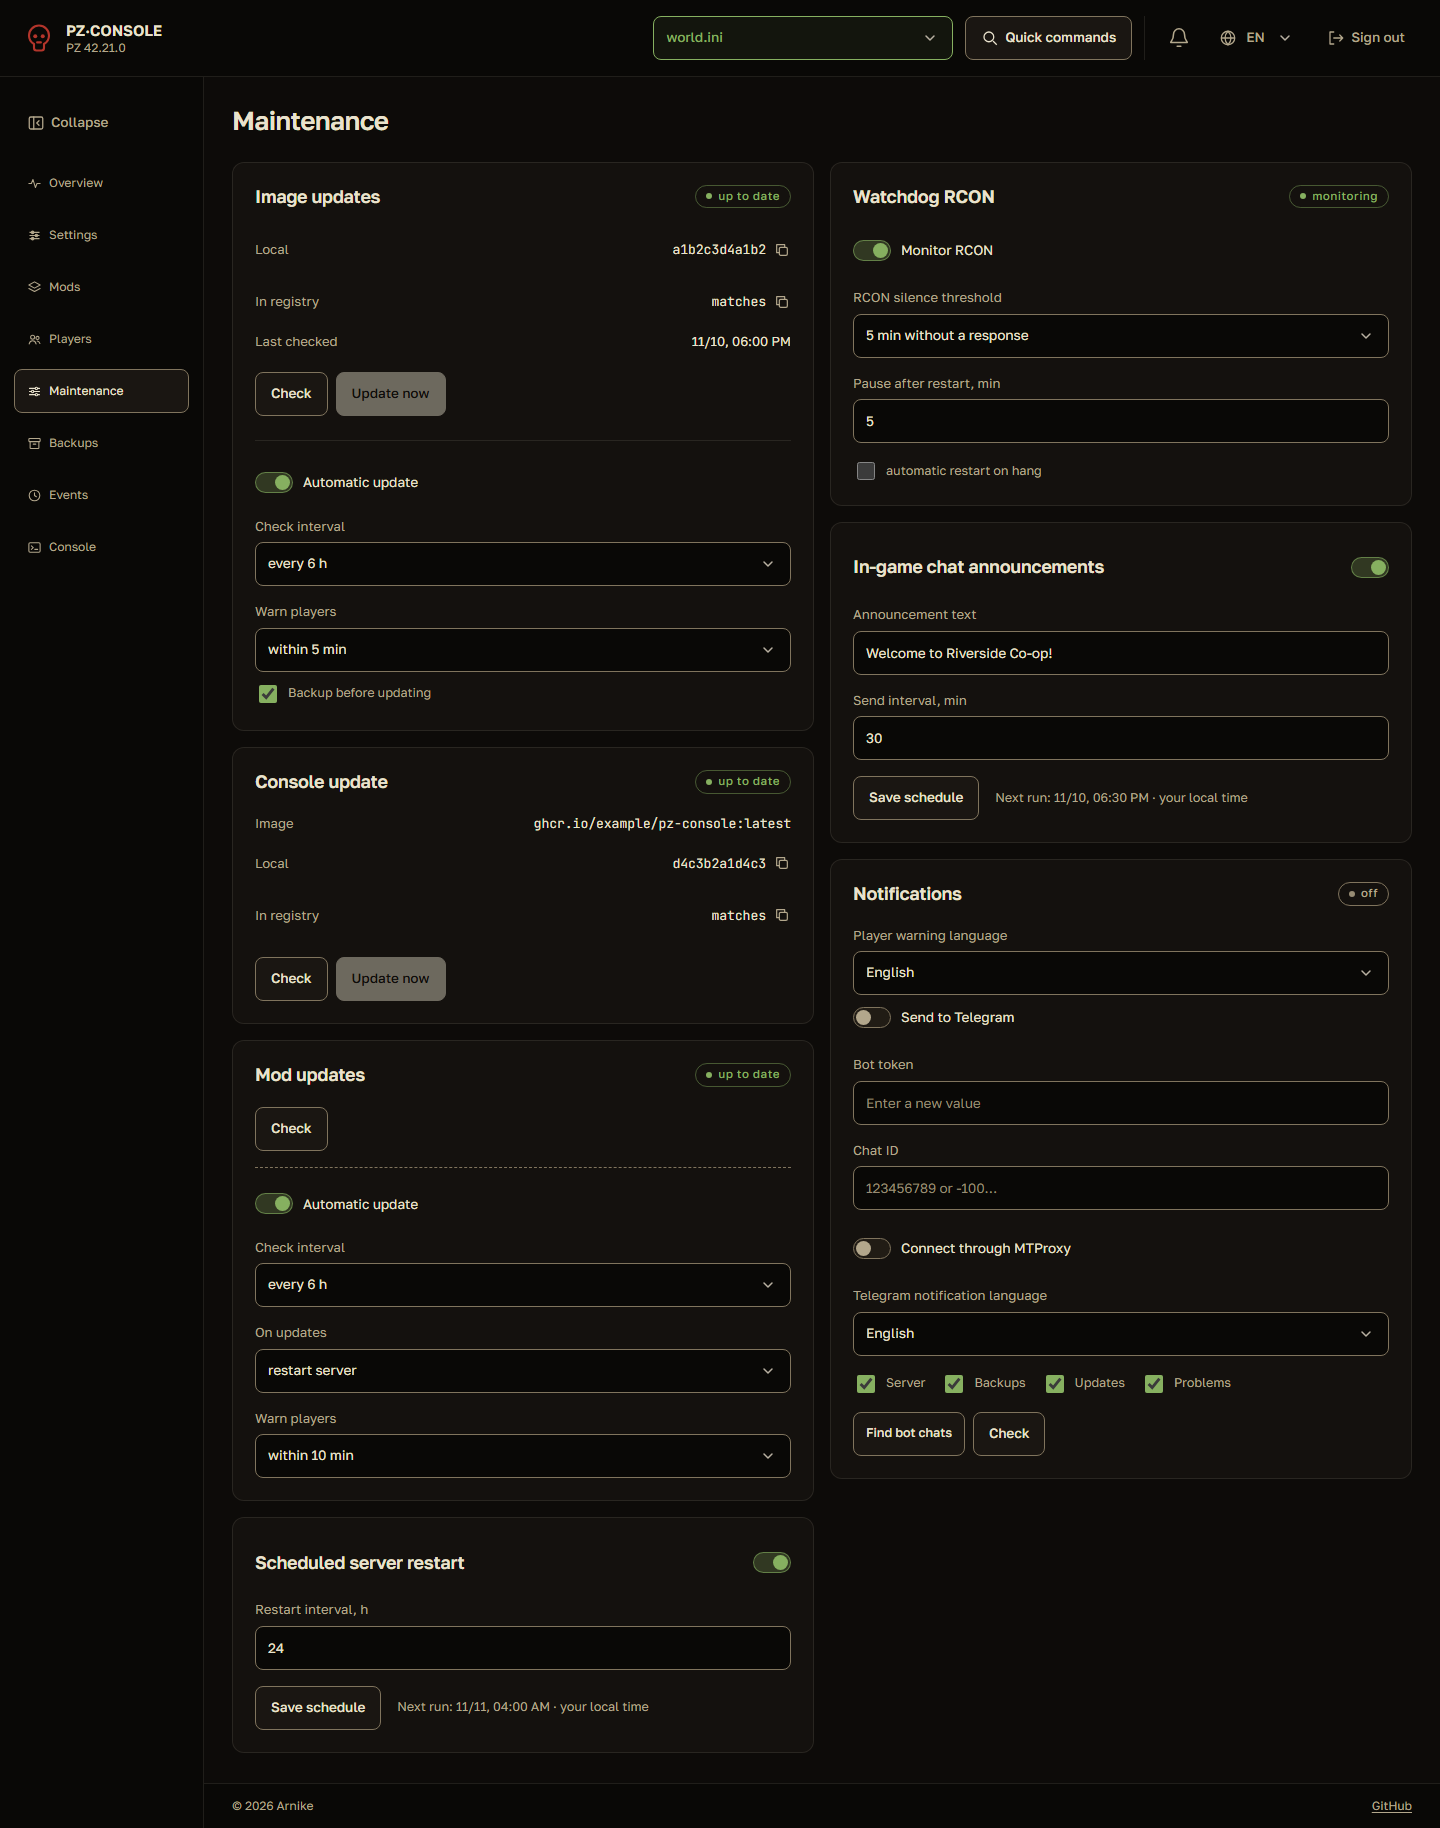 PZ·CONSOLE
PZ 42.21.0
world.ini
Quick commands
EN
Sign out
Collapse
Overview
Settings
Mods
Players
Maintenance
Backups
Events
Console
Maintenance
Image updates
up to date
Local
a1b2c3d4a1b2
In registry
matches
Last checked
11/10, 06:00 PM
Check
Update now
Automatic update
Check interval
every 6 h
Warn players
within 5 min
Backup before updating
Console update
up to date
Image
ghcr.io/example/pz-console:latest
Local
d4c3b2a1d4c3
In registry
matches
Check
Update now
Mod updates
up to date
Check
Automatic update
Check interval
every 6 h
On updates
restart server
Warn players
within 10 min
Scheduled server restart
Restart interval, h
24
Save schedule
Next run: 11/11, 04:00 AM · your local time
Watchdog RCON
monitoring
Monitor RCON
RCON silence threshold
5 min without a response
Pause after restart, min
5
automatic restart on hang
In-game chat announcements
Announcement text
Welcome to Riverside Co-op!
Send interval, min
30
Save schedule
Next run: 11/10, 06:30 PM · your local time
Notifications
off
Player warning language
English
Send to Telegram
Bot token
Enter a new value
Chat ID
123456789 or -100...
Connect through MTProxy
Telegram notification language
English
Server
Backups
Updates
Problems
Find bot chats
Check
© 2026 Arnike
GitHub